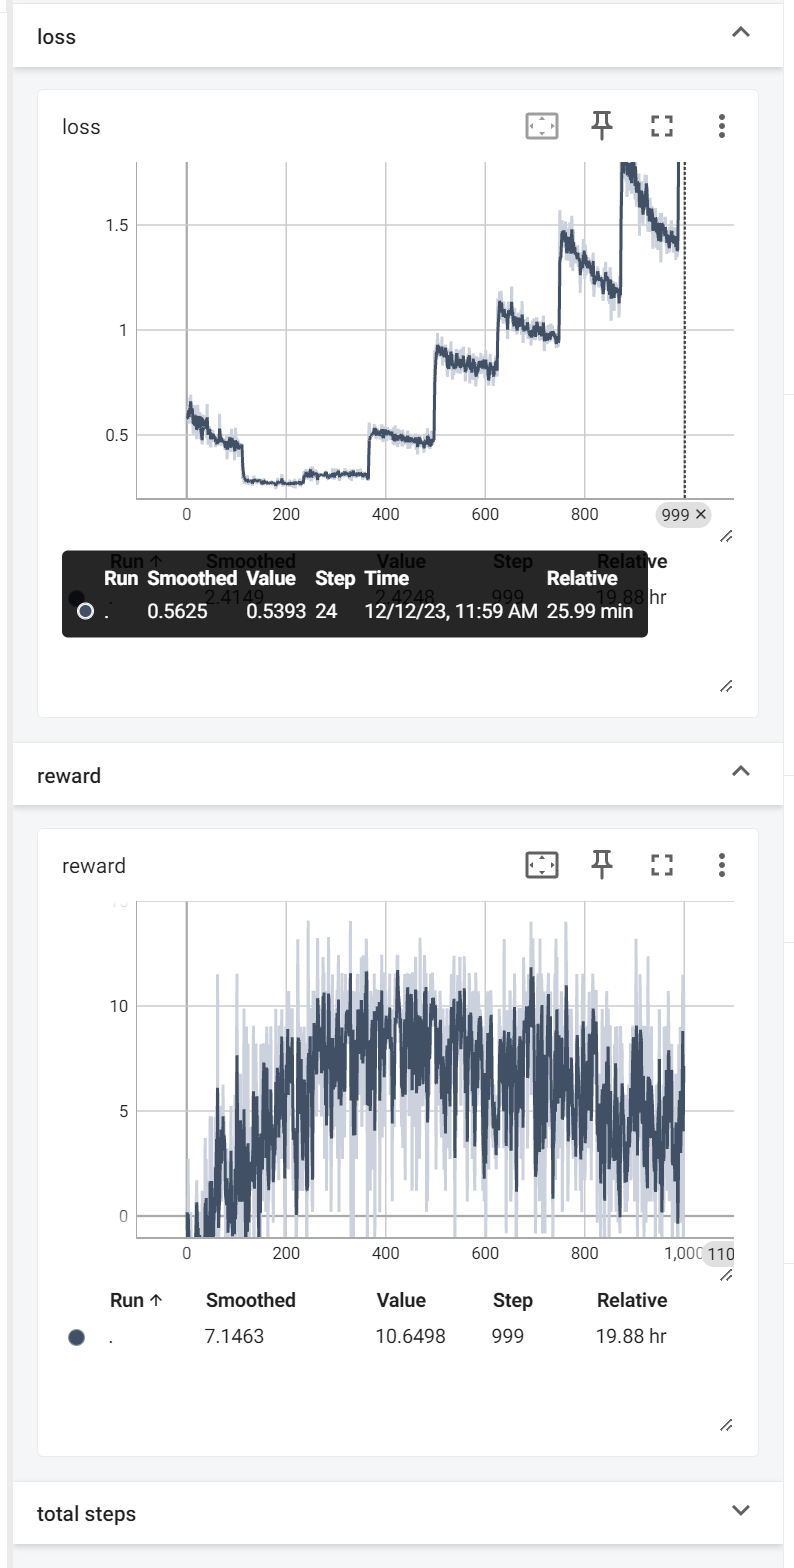 loss
loss
1.5
1
0.5
0 200 400 600 800 999 ✕
Run ↑ Smoothed Value Step Relative
. 2.4149 2.4248 999 19.88 hr
Run Smoothed Value Step Time Relative
. 0.5625 0.5393 24 12/12/23, 11:59 AM 25.99 min
reward
reward
15
10
5
0
0 200 400 600 800 1,000 110
Run ↑ Smoothed Value Step Relative
. 7.1463 10.6498 999 19.88 hr
total steps